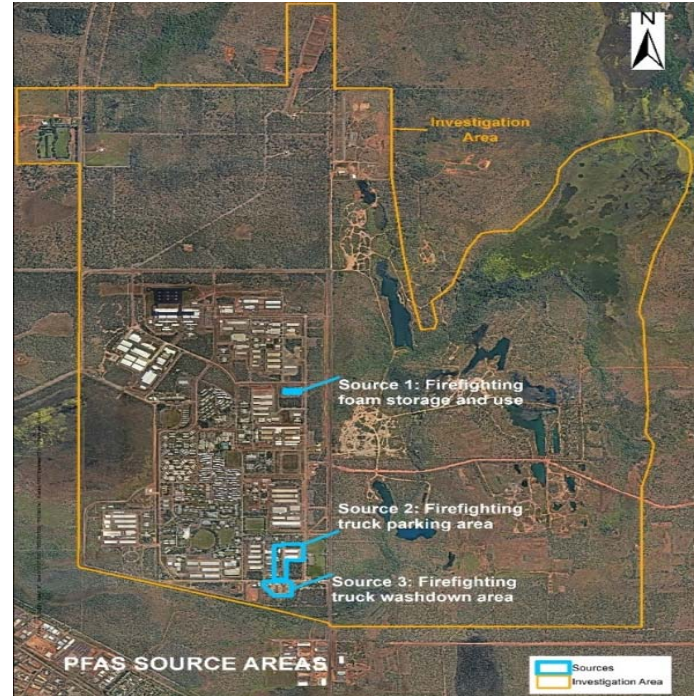 N
Investigation
Area
Source 1: Firefighting
foam storage and use
Source 2: Firefighting
truck parking area
Source 3: Firefighting
truck washdown area
PFAS SOURCE AREAS
Sources
Investigation Area